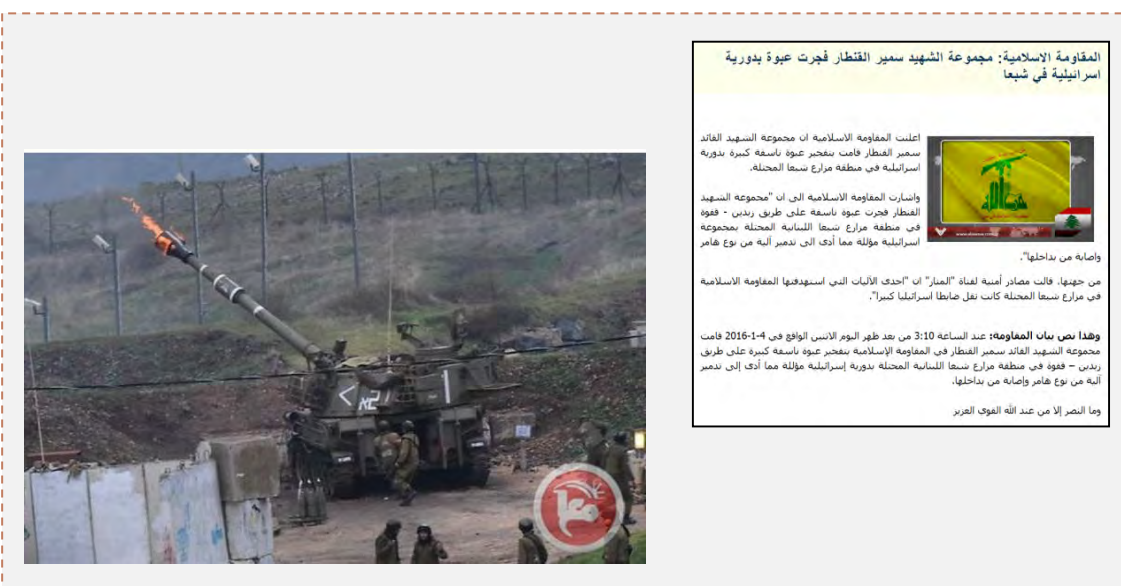 المقاومة الاسلامية: مجموعة الشهيد سمير القنطار فجرت عبوة بدورية
اسرائيلية في شبعا
اعلنت المقاومة الاسلامية ان مجموعة الشهيد القائد
سمير القنطار قامت بتفجير عبوة ناسفة كبيرة بدورية
اسرائيلية في منطقة مزارع شبعا المحتلة.
واشارت المقاومة الاسلامية الى ان "مجموعة الشهيد
القنطار فجرت عبوة ناسفة على طريق زبدين - قفوة
في منطقة مزارع شبعا اللبنانية المحتلة بمجموعة
اسرائيلية مؤللة مما أدى الى تدمير آلية من نوع هامر
واصابة من بداخلها".
من جهتها، قالت مصادر أمنية لقناة "المنار" ان "احدى الآليات التي استهدفتها المقاومة الاسلامية
في مزارع شبعا المحتلة كانت تقل ضابطا اسرائيليا كبيرا".
وهذا نص بيان المقاومة: عند الساعة 3:10 من بعد ظهر اليوم الاثنين الواقع في 4-1-2016 قامت
مجموعة الشهيد القائد سمير القنطار في المقاومة الإسلامية بتفجير عبوة ناسفة كبيرة على طريق
زبدين – قفوة في منطقة مزارع شبعا اللبنانية المحتلة بدورية إسرائيلية مؤللة مما أدى إلى تدمير
آلية من نوع هامر وإصابة من بداخلها.
وما النصر إلا من عند الله القوي العزيز